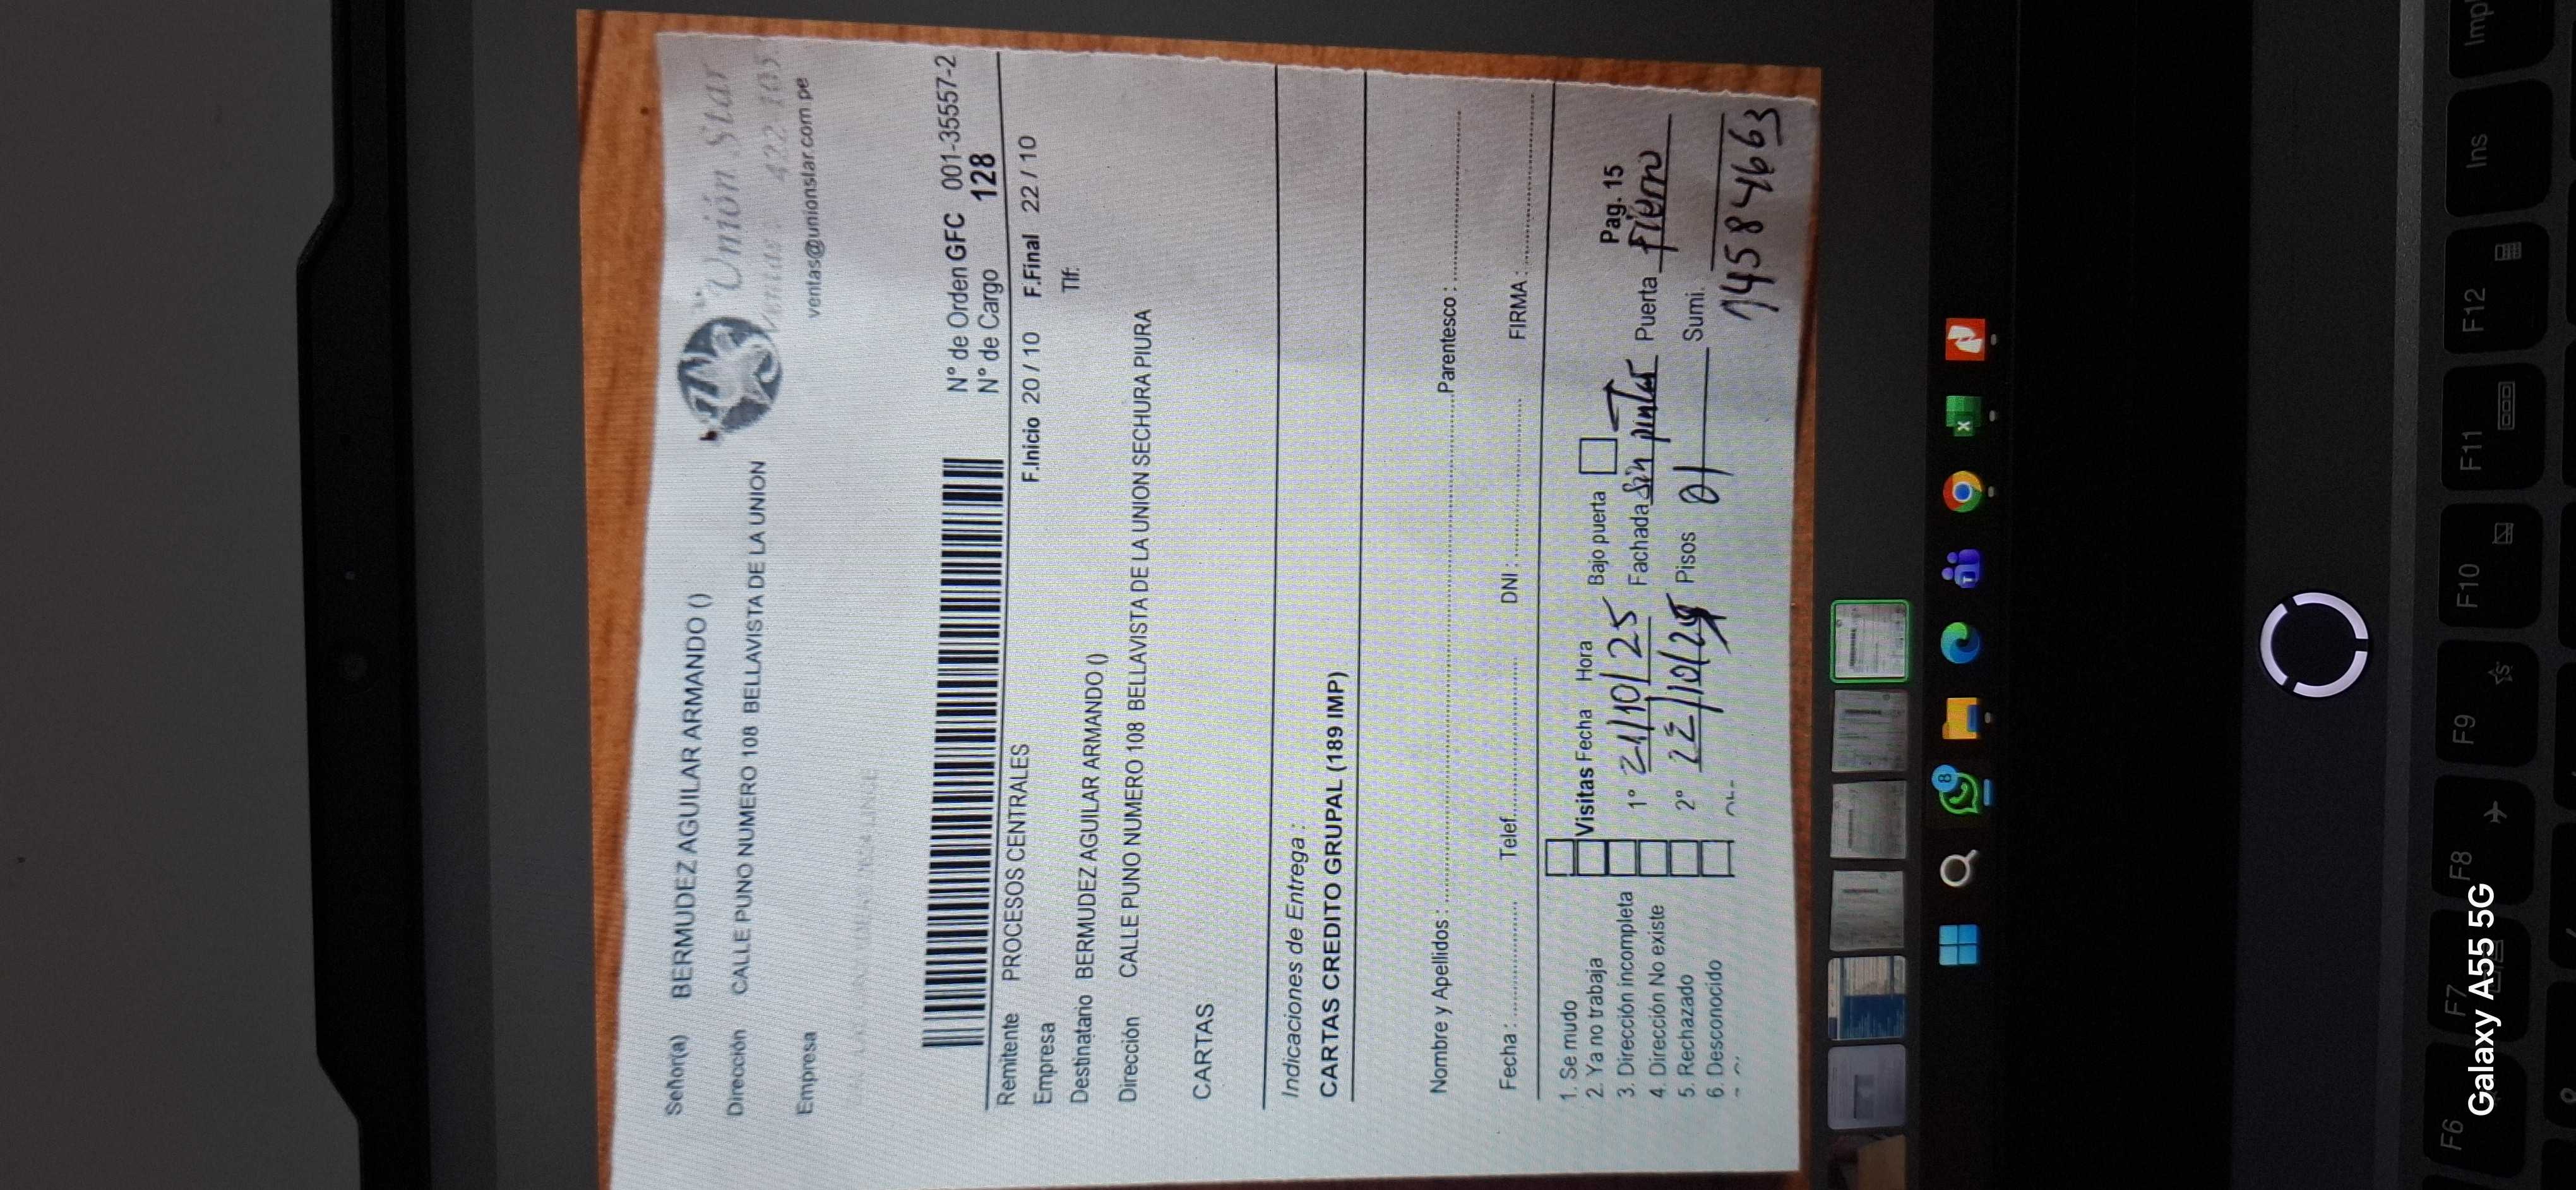 Señor(a) BERMUDEZ AGUILAR ARMANDO ()
Unión Star
Dirección CALLE PUNO NUMERO 108 BELLAVISTA DE LA UNION
Ventas: 422-105
Empresa
ventas@unionstar.com.pe
N° de Orden GFC 001-35557-2
N° de Cargo 128
Remitente PROCESOS CENTRALES
F.Inicio 20 / 10 F.Final 22 / 10
Empresa
Tlf:
Destinatario BERMUDEZ AGUILAR ARMANDO ()
Dirección CALLE PUNO NUMERO 108 BELLAVISTA DE LA UNION SECHURA PIURA
CARTAS
Indicaciones de Entrega :
CARTAS CREDITO GRUPAL (189 IMP)
Nombre y Apellidos : Parentesco :
Fecha : Telef. DNI : FIRMA :
1. Se mudo
2. Ya no trabaja
3. Dirección incompleta
4. Dirección No existe
5. Rechazado
6. Desconocido
Visitas Fecha Hora Bajo puerta Pag. 15
1° 21/10/25 Fachada sin pintar Puerta fierro
2° 22/10/25 Pisos 01 Sumi.
74584663
Imp
Ins
F12
F11
F10
F9
F8
F7
F6
8
Galaxy A55 5G